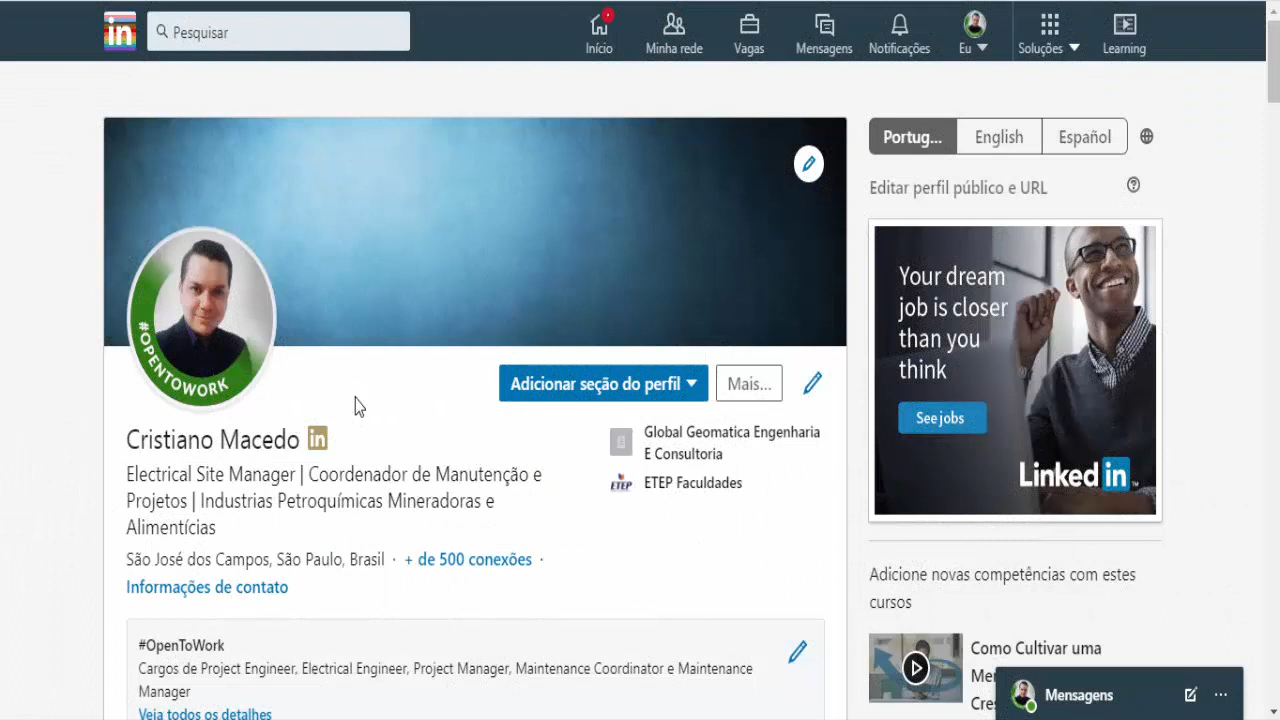 in
Pesquisar
Início
Minha rede
Vagas
Mensagens
Notificações
Eu
Soluções
Learning
Portug...
English
Español
Editar perfil público e URL
Your dream
job is closer
than you
think
See jobs
Linked in
#OPENTOWORK
Adicionar seção do perfil
Mais...
Cristiano Macedo in
Electrical Site Manager | Coordenador de Manutenção e
Projetos | Industrias Petroquímicas Mineradoras e
Alimentícias
São José dos Campos, São Paulo, Brasil · + de 500 conexões ·
Informações de contato
Global Geomatica Engenharia
E Consultoria
ETEP
ETEP Faculdades
#OpenToWork
Cargos de Project Engineer, Electrical Engineer, Project Manager, Maintenance Coordinator e Maintenance
Manager
Veja todos os detalhes
Adicione novas competências com estes
cursos
Como Cultivar uma
Mensagens
...